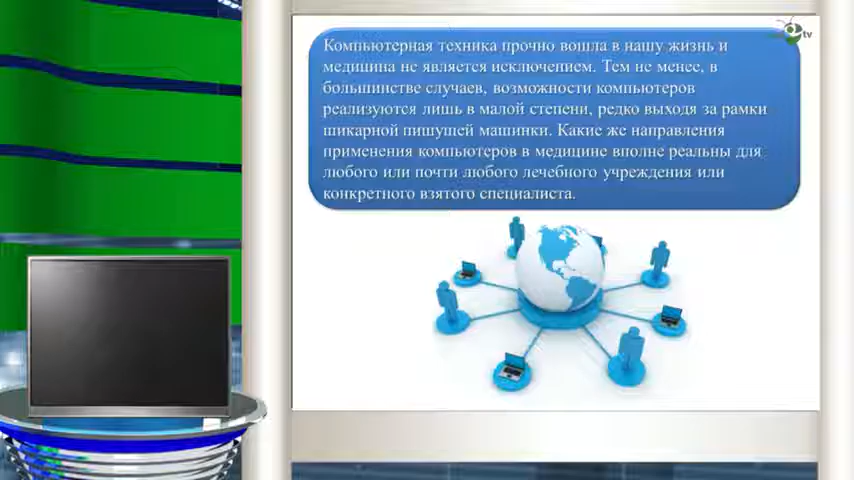 Компьютерная техника прочно вошла в нашу жизнь и
медицина не является исключением. Тем не менее, в
большинстве случаев, возможности компьютеров
реализуются лишь в малой степени, редко выходя за рамки
шикарной пишущей машинки. Какие же направления
применения компьютеров в медицине вполне реальны для
любого или почти любого лечебного учреждения или
конкретного взятого специалиста.
tv